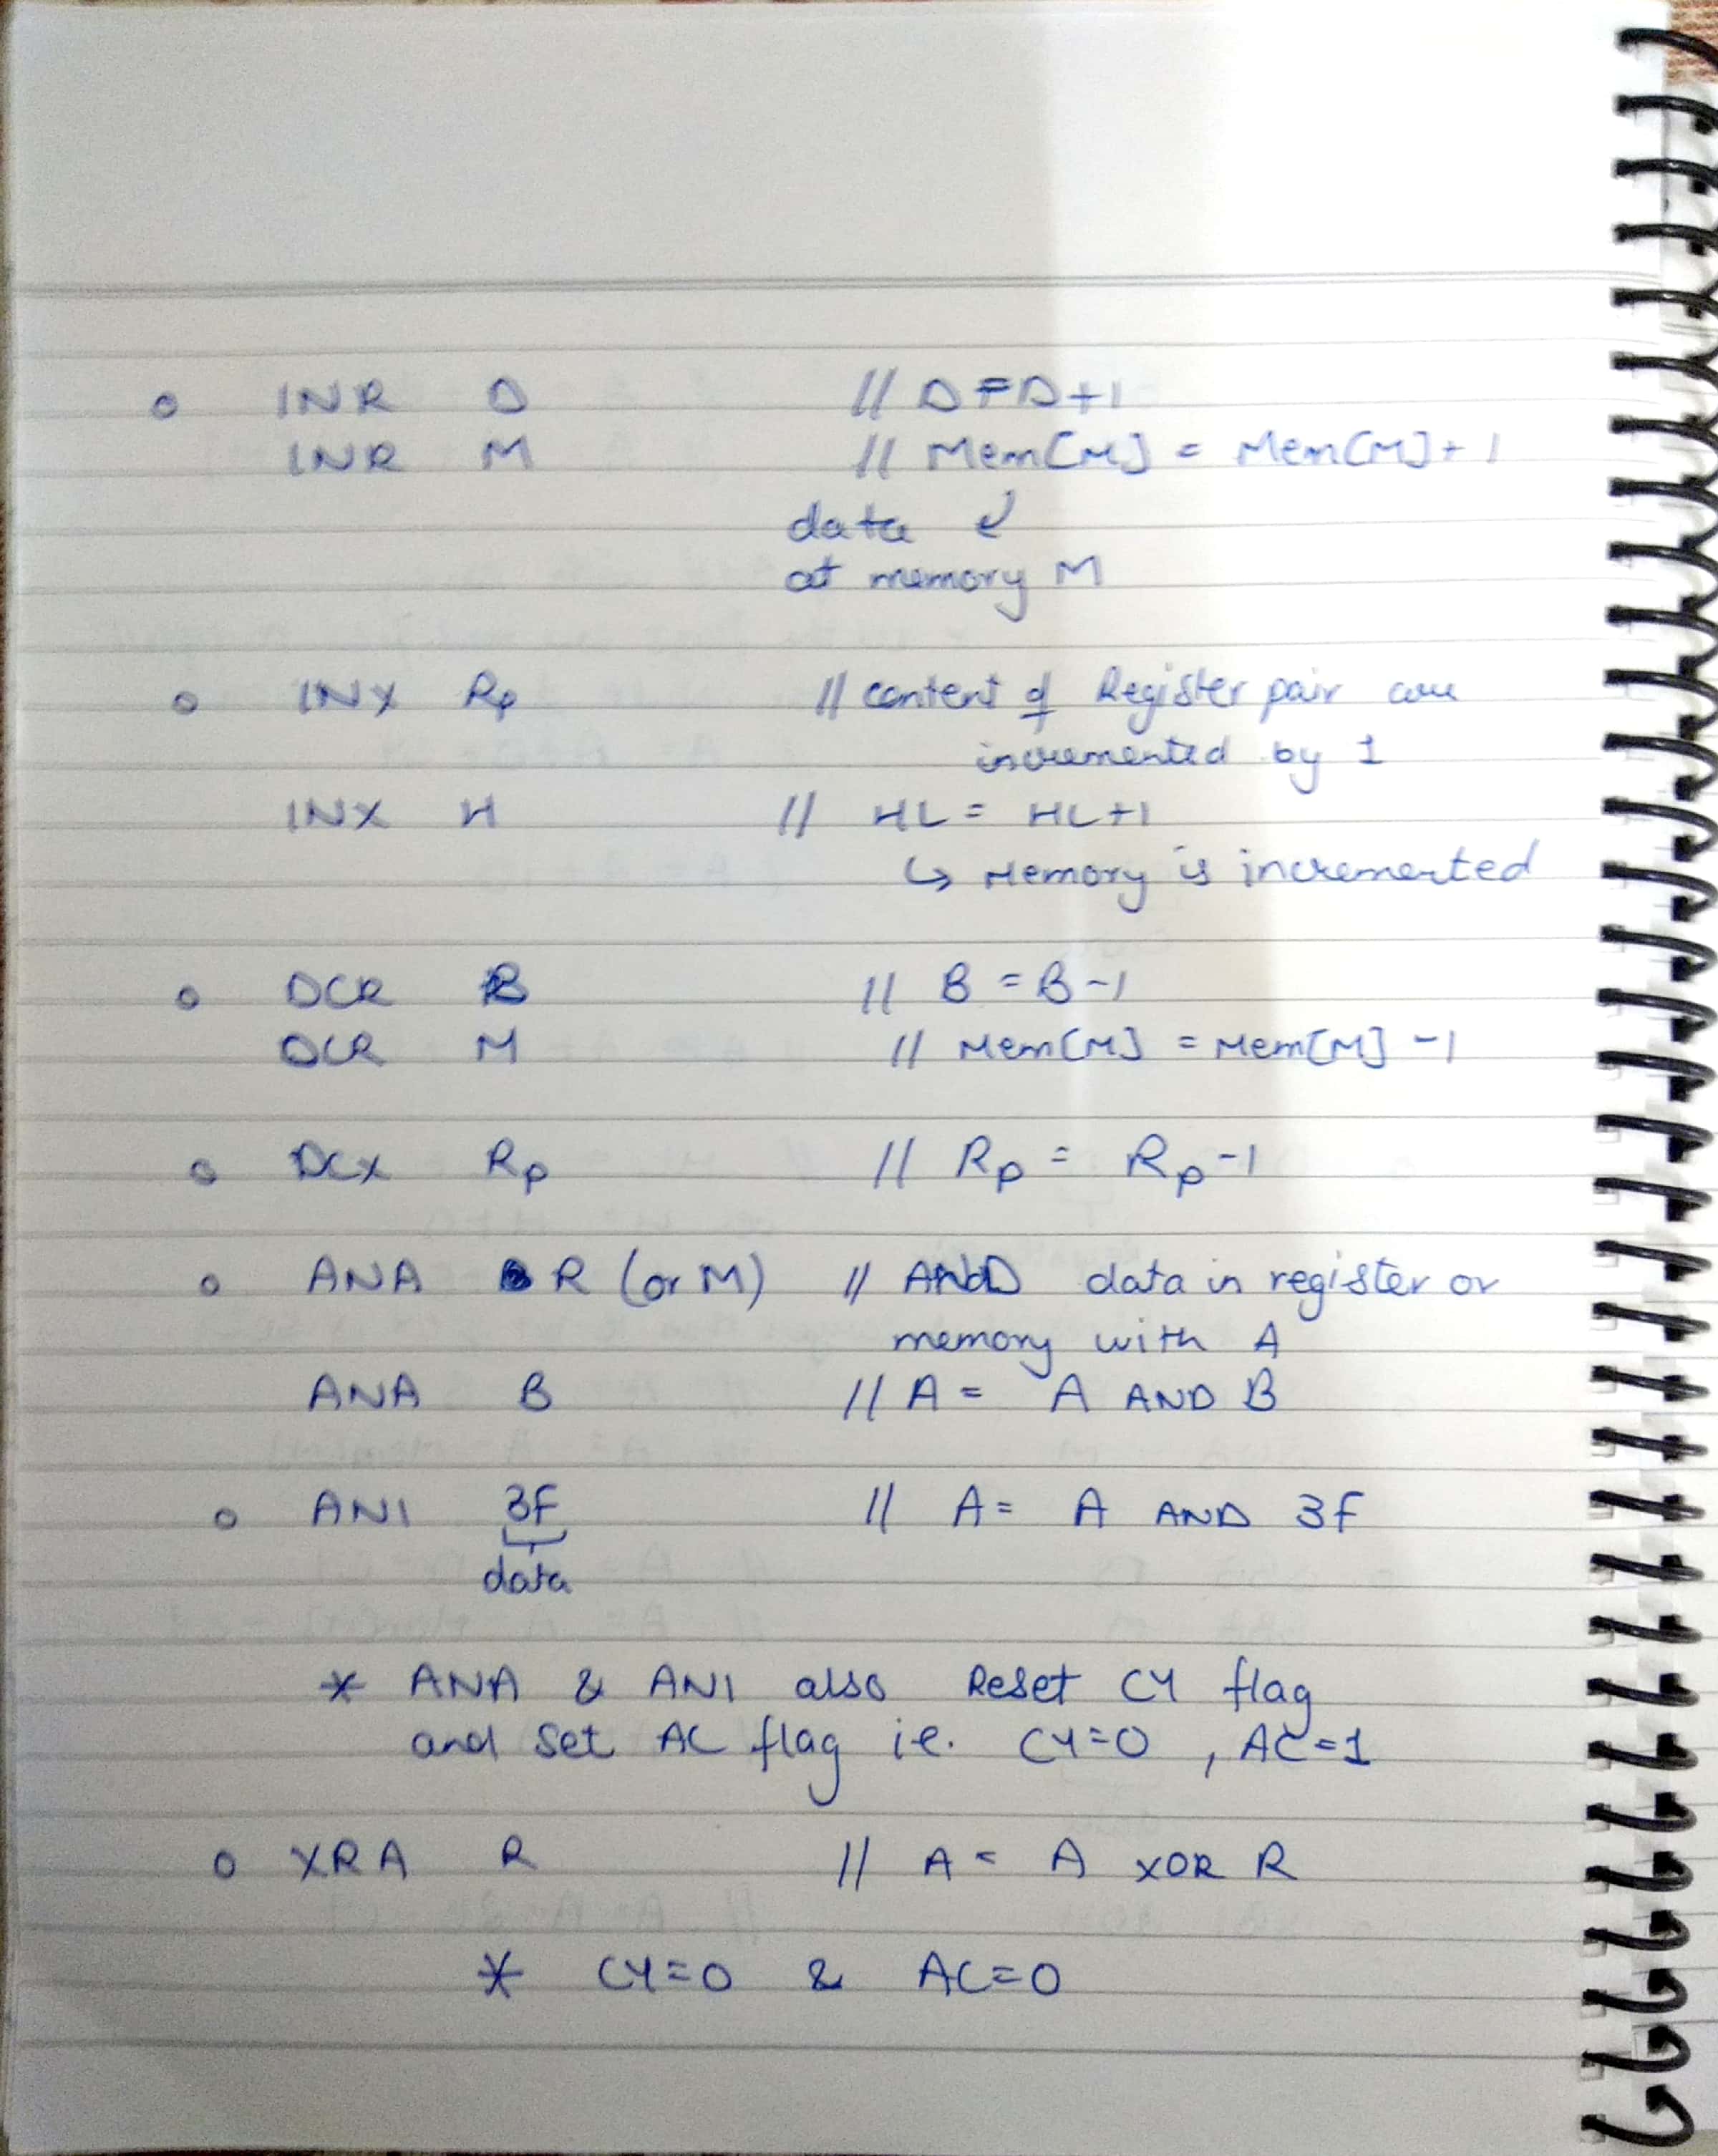 o INR D // D = D+1
INR M // Mem[M] = Mem[M]+1
data ↙
at memory M
o INX Rp // content of Register pair are
incremented by 1
INX H // HL = HL+1
↳ Memory is incremented
o DCR B // B = B-1
DCR M // Mem[M] = Mem[M] -1
o DCX Rp // Rp = Rp-1
o ANA R (or M) // AND data in register or
memory with A
ANA B // A = A AND B
o ANI 3F // A = A AND 3F
data
* ANA & ANI also Reset CY flag
and set AC flag i.e. CY=0 , AC=1
o XRA R // A = A XOR R
* CY=0 & AC=0